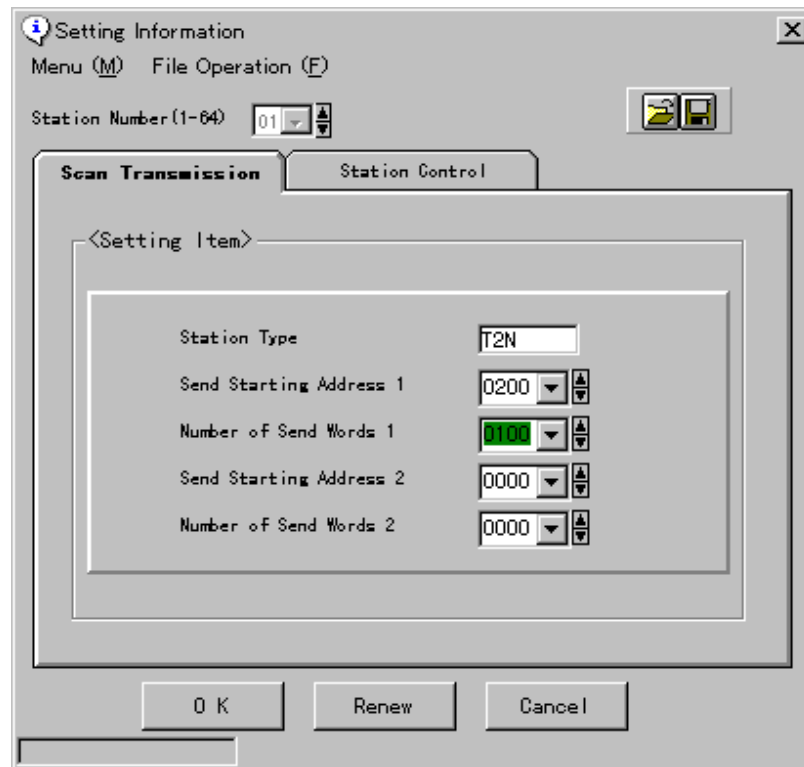 Setting Information
Menu (M) File Operation (F)
Station Number(1-64) 01
Scan Transmission Station Control
<Setting Item>
Station Type T2N
Send Starting Address 1 0200
Number of Send Words 1 0100
Send Starting Address 2 0000
Number of Send Words 2 0000
O K Renew Cancel